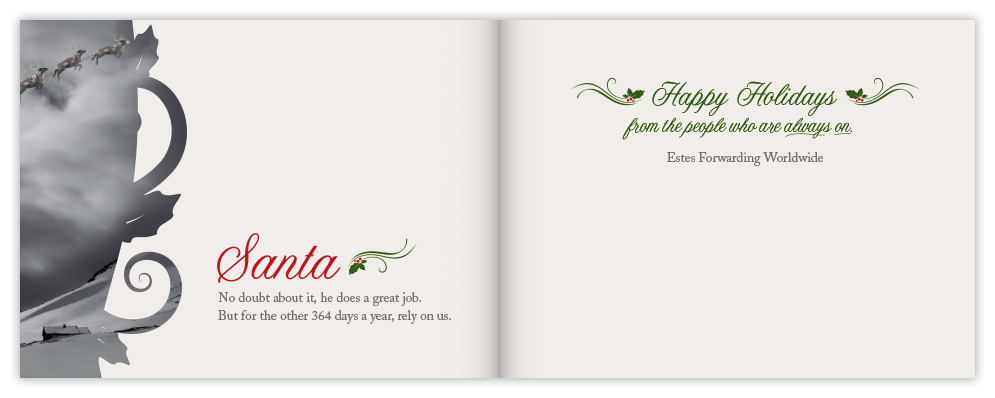 Santa
No doubt about it, he does a great job.
But for the other 364 days a year, rely on us.
Happy Holidays
from the people who are always on.
Estes Forwarding Worldwide